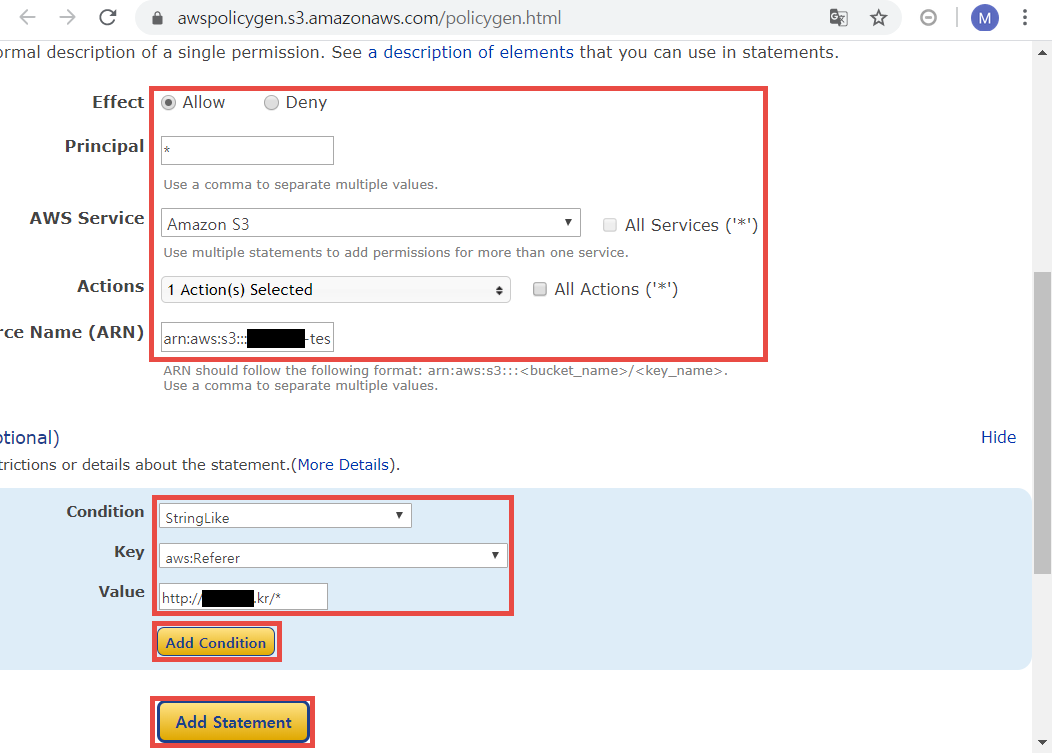 awspolicygen.s3.amazonaws.com/policygen.html
M
ormal description of a single permission. See a description of elements that you can use in statements.
Effect Allow Deny
Principal *
Use a comma to separate multiple values.
AWS Service Amazon S3 All Services ('*')
Use multiple statements to add permissions for more than one service.
Actions 1 Action(s) Selected All Actions ('*')
rce Name (ARN) arn:aws:s3::: -tes
ARN should follow the following format: arn:aws:s3:::<bucket_name>/<key_name>.
Use a comma to separate multiple values.
otional) Hide
trictions or details about the statement.(More Details).
Condition StringLike
Key aws:Referer
Value http:// .kr/*
Add Condition
Add Statement